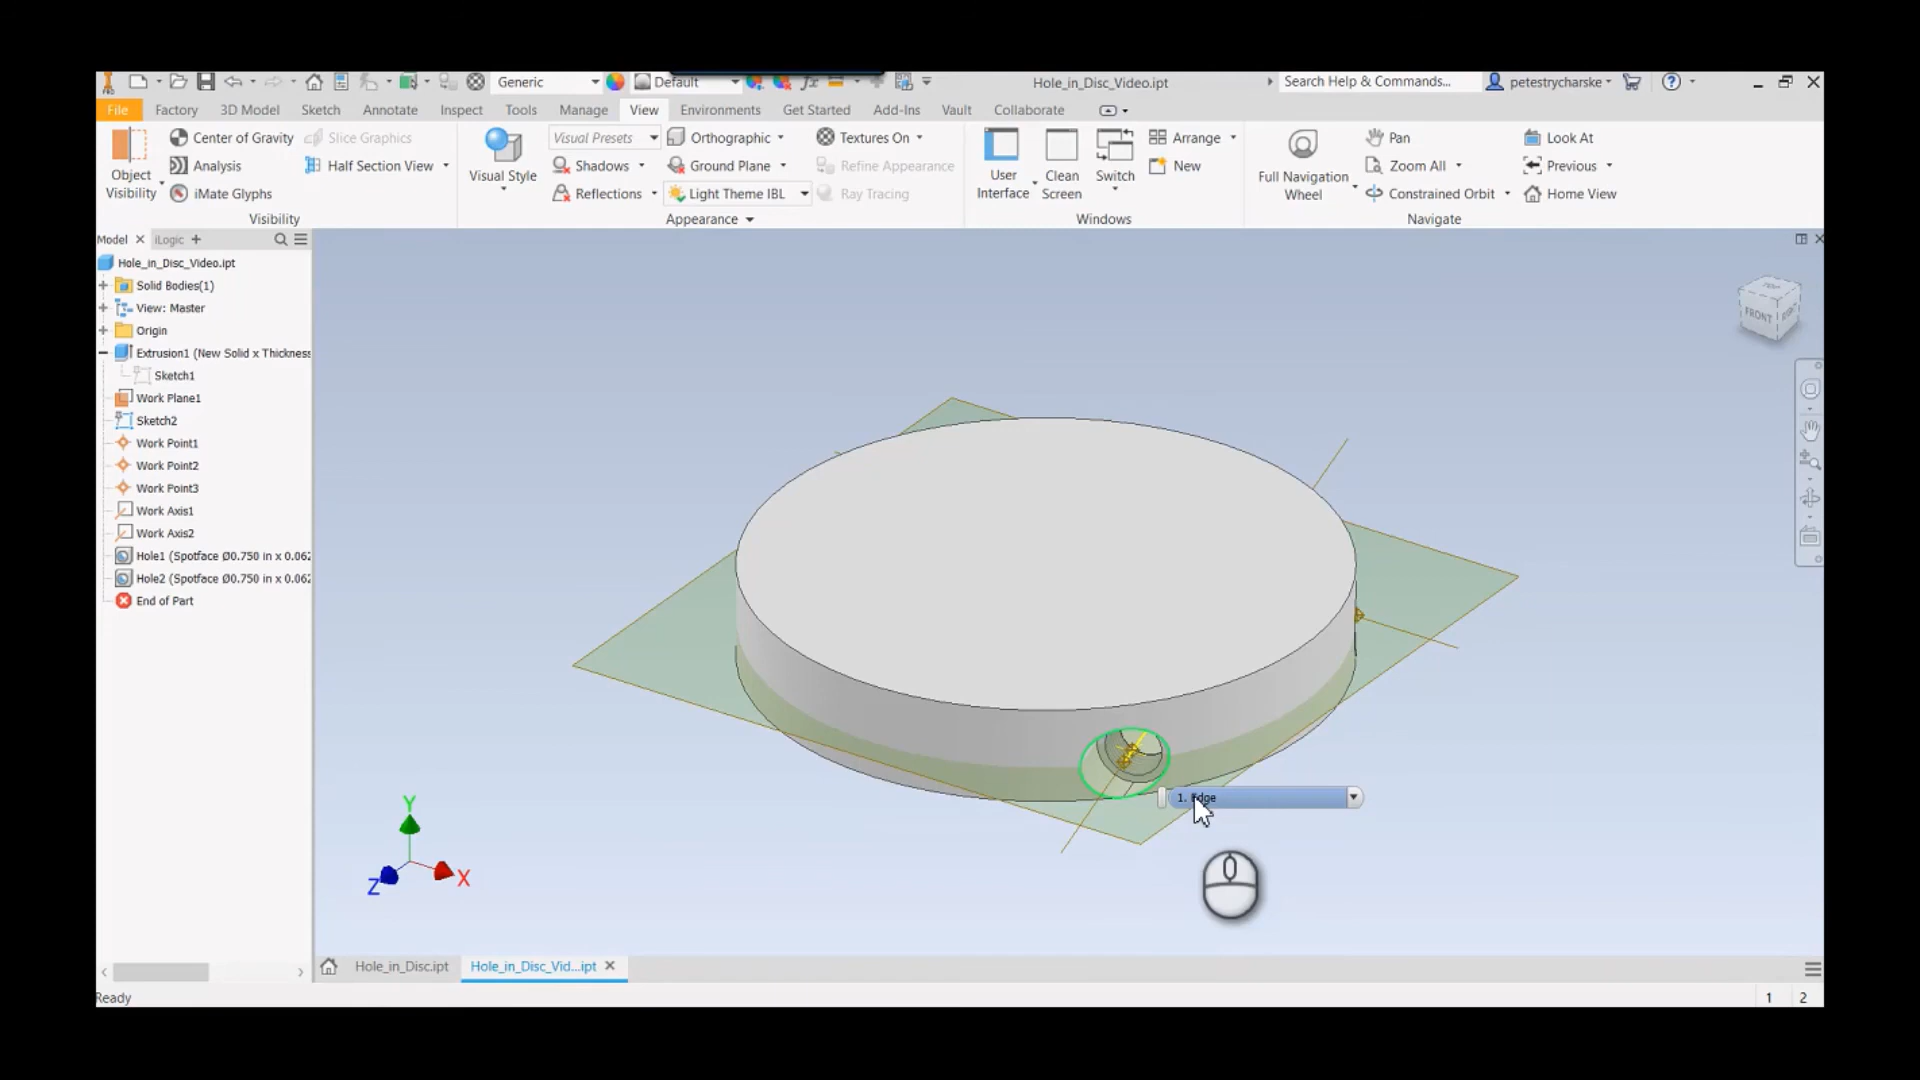 Generic
Default
fx
Hole_in_Disc_Video.ipt
Search Help & Commands...
petestrycharske
PRO
File
Factory
3D Model
Sketch
Annotate
Inspect
Tools
Manage
View
Environments
Get Started
Add-Ins
Vault
Collaborate
Object
Visibility
Center of Gravity
Analysis
iMate Glyphs
Slice Graphics
Half Section View
Visibility
Visual Style
Visual Presets
Shadows
Reflections
Orthographic
Ground Plane
Light Theme IBL
Textures On
Refine Appearance
Ray Tracing
Appearance
User
Interface
Clean
Screen
Switch
Arrange
New
Windows
Full Navigation
Wheel
Pan
Zoom All
Constrained Orbit
Look At
Previous
Home View
Navigate
Model
iLogic
Hole_in_Disc_Video.ipt
Solid Bodies(1)
View: Master
Origin
Extrusion1 (New Solid x Thickness
Sketch1
Work Plane1
Sketch2
Work Point1
Work Point2
Work Point3
Work Axis1
Work Axis2
Hole1 (Spotface Ø0.750 in x 0.062
Hole2 (Spotface Ø0.750 in x 0.062
End of Part
TOP
FRONT
RIGHT
1. Edge
Y
Z
X
Hole_in_Disc.ipt
Hole_in_Disc_Vid...ipt
Ready
1
2